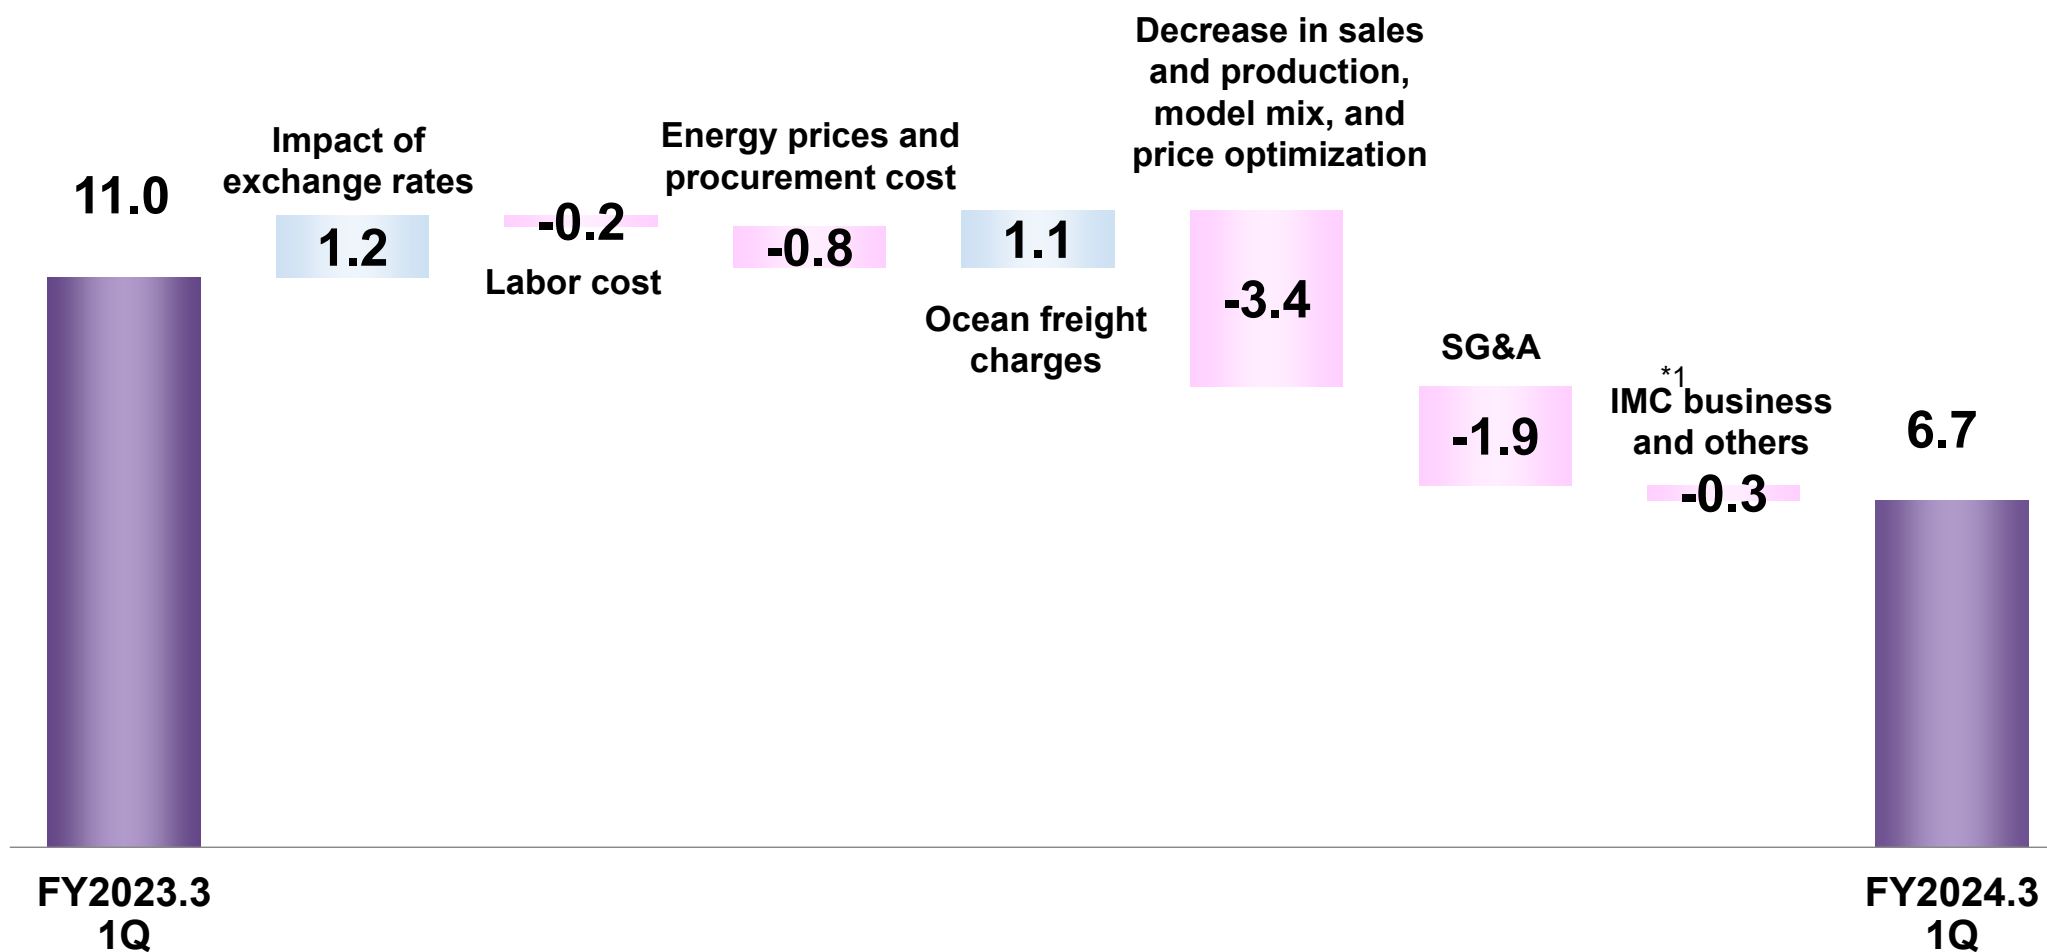 11.0
Impact of
exchange rates
1.2
-0.2
Labor cost
Energy prices and
procurement cost
-0.8
1.1
Ocean freight
charges
Decrease in sales
and production,
model mix, and
price optimization
-3.4
SG&A
-1.9
IMC*1 business
and others
-0.3
6.7
FY2023.3
1Q
FY2024.3
1Q